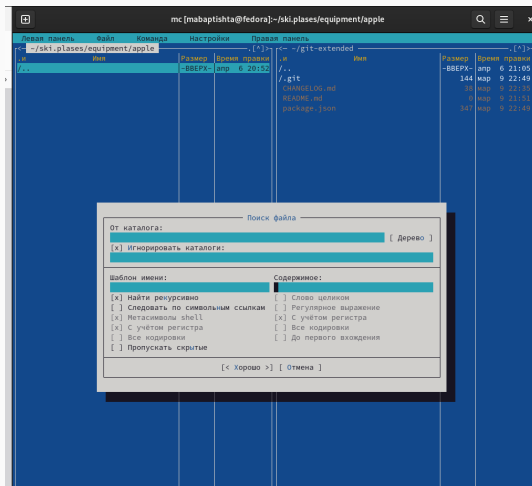 mc [mabaptishta@fedora]:~/ski.plases/equipment/apple
Левая панель Файл Команда Настройки Правая панель
<— ~/ski.plases/equipment/apple —.[^]> <— ~/git-extended —.[^]>
.и Имя Размер Время правки .и Имя Размер Время правки
/.. -ВВЕРХ- апр 6 20:52 /.. -ВВЕРХ- апр 6 21:05
/.git 144 мар 9 22:49
CHANGELOG.md 38 мар 9 22:35
README.md 0 мар 9 21:51
package.json 347 мар 9 22:49
Поиск файла
От каталога:
[ Дерево ]
[x] Игнорировать каталоги:
Шаблон имени: Содержимое:
[x] Найти рекурсивно [ ] Слово целиком
[ ] Следовать по символьным ссылкам [ ] Регулярное выражение
[x] Метасимволы shell [x] С учётом регистра
[x] С учётом регистра [ ] Все кодировки
[ ] Все кодировки [ ] До первого вхождения
[ ] Пропускать скрытые
[< Хорошо >] [ Отмена ]